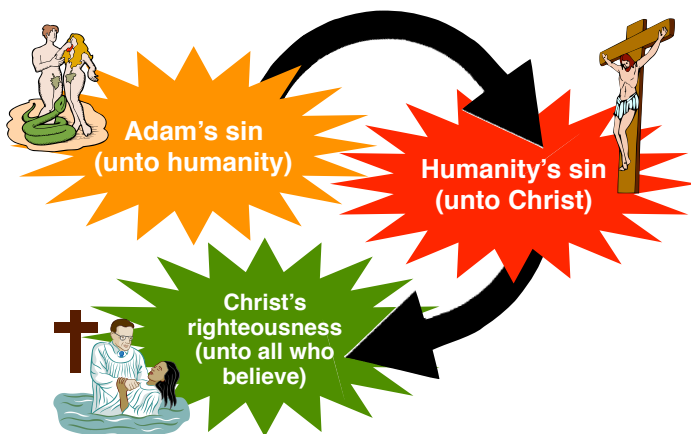 Adam's sin
(unto humanity)
Humanity's sin
(unto Christ)
Christ's
righteousness
(unto all who
believe)